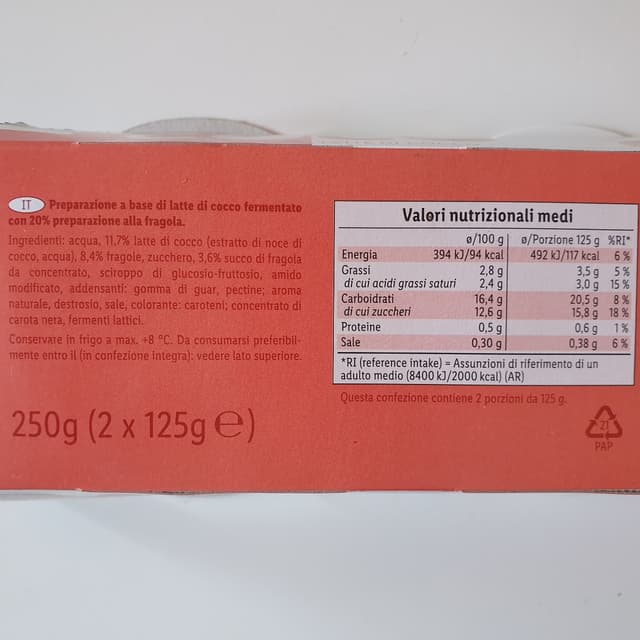 IT Preparazione a base di latte di cocco fermentato
con 20% preparazione alla fragola.
Ingredienti: acqua, 11,7% latte di cocco (estratto di noce di
cocco, acqua), 8,4% fragole, zucchero, 3,6% succo di fragola
da concentrato, sciroppo di glucosio-fruttosio, amido
modificato, addensanti: gomma di guar, pectine; aroma
naturale, destrosio, sale, colorante: caroteni; concentrato di
carota nera, fermenti lattici.
Conservare in frigo a max. +8 °C. Da consumarsi preferibil-
mente entro il (in confezione integra): vedere lato superiore.
250g (2 x 125g e)
Valori nutrizionali medi
ø/100 g ø/Porzione 125 g %RI*
Energia 394 kJ/94 kcal 492 kJ/117 kcal 6 %
Grassi 2,8 g 3,5 g 5 %
di cui acidi grassi saturi 2,4 g 3,0 g 15 %
Carboidrati 16,4 g 20,5 g 8 %
di cui zuccheri 12,6 g 15,8 g 18 %
Proteine 0,5 g 0,6 g 1 %
Sale 0,30 g 0,38 g 6 %
*RI (reference intake) = Assunzioni di riferimento di un
adulto medio (8400 kJ/2000 kcal) (AR)
Questa confezione contiene 2 porzioni da 125 g.
21
PAP